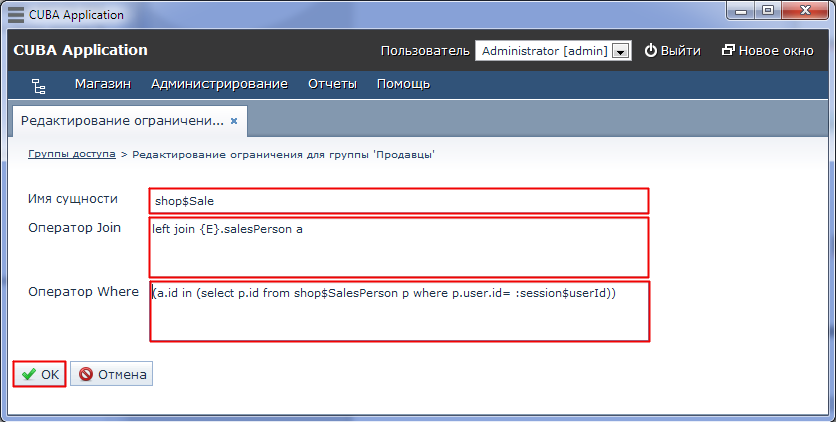 CUBA Application
CUBA Application Пользователь Administrator [admin] Выйти Новое окно
Магазин Администрирование Отчеты Помощь
Редактирование ограничени...
Группы доступа > Редактирование ограничения для группы 'Продавцы'
Имя сущности shop$Sale
Оператор Join left join {E}.salesPerson a
Оператор Where (a.id in (select p.id from shop$SalesPerson p where p.user.id= :session$userId))
OK Отмена